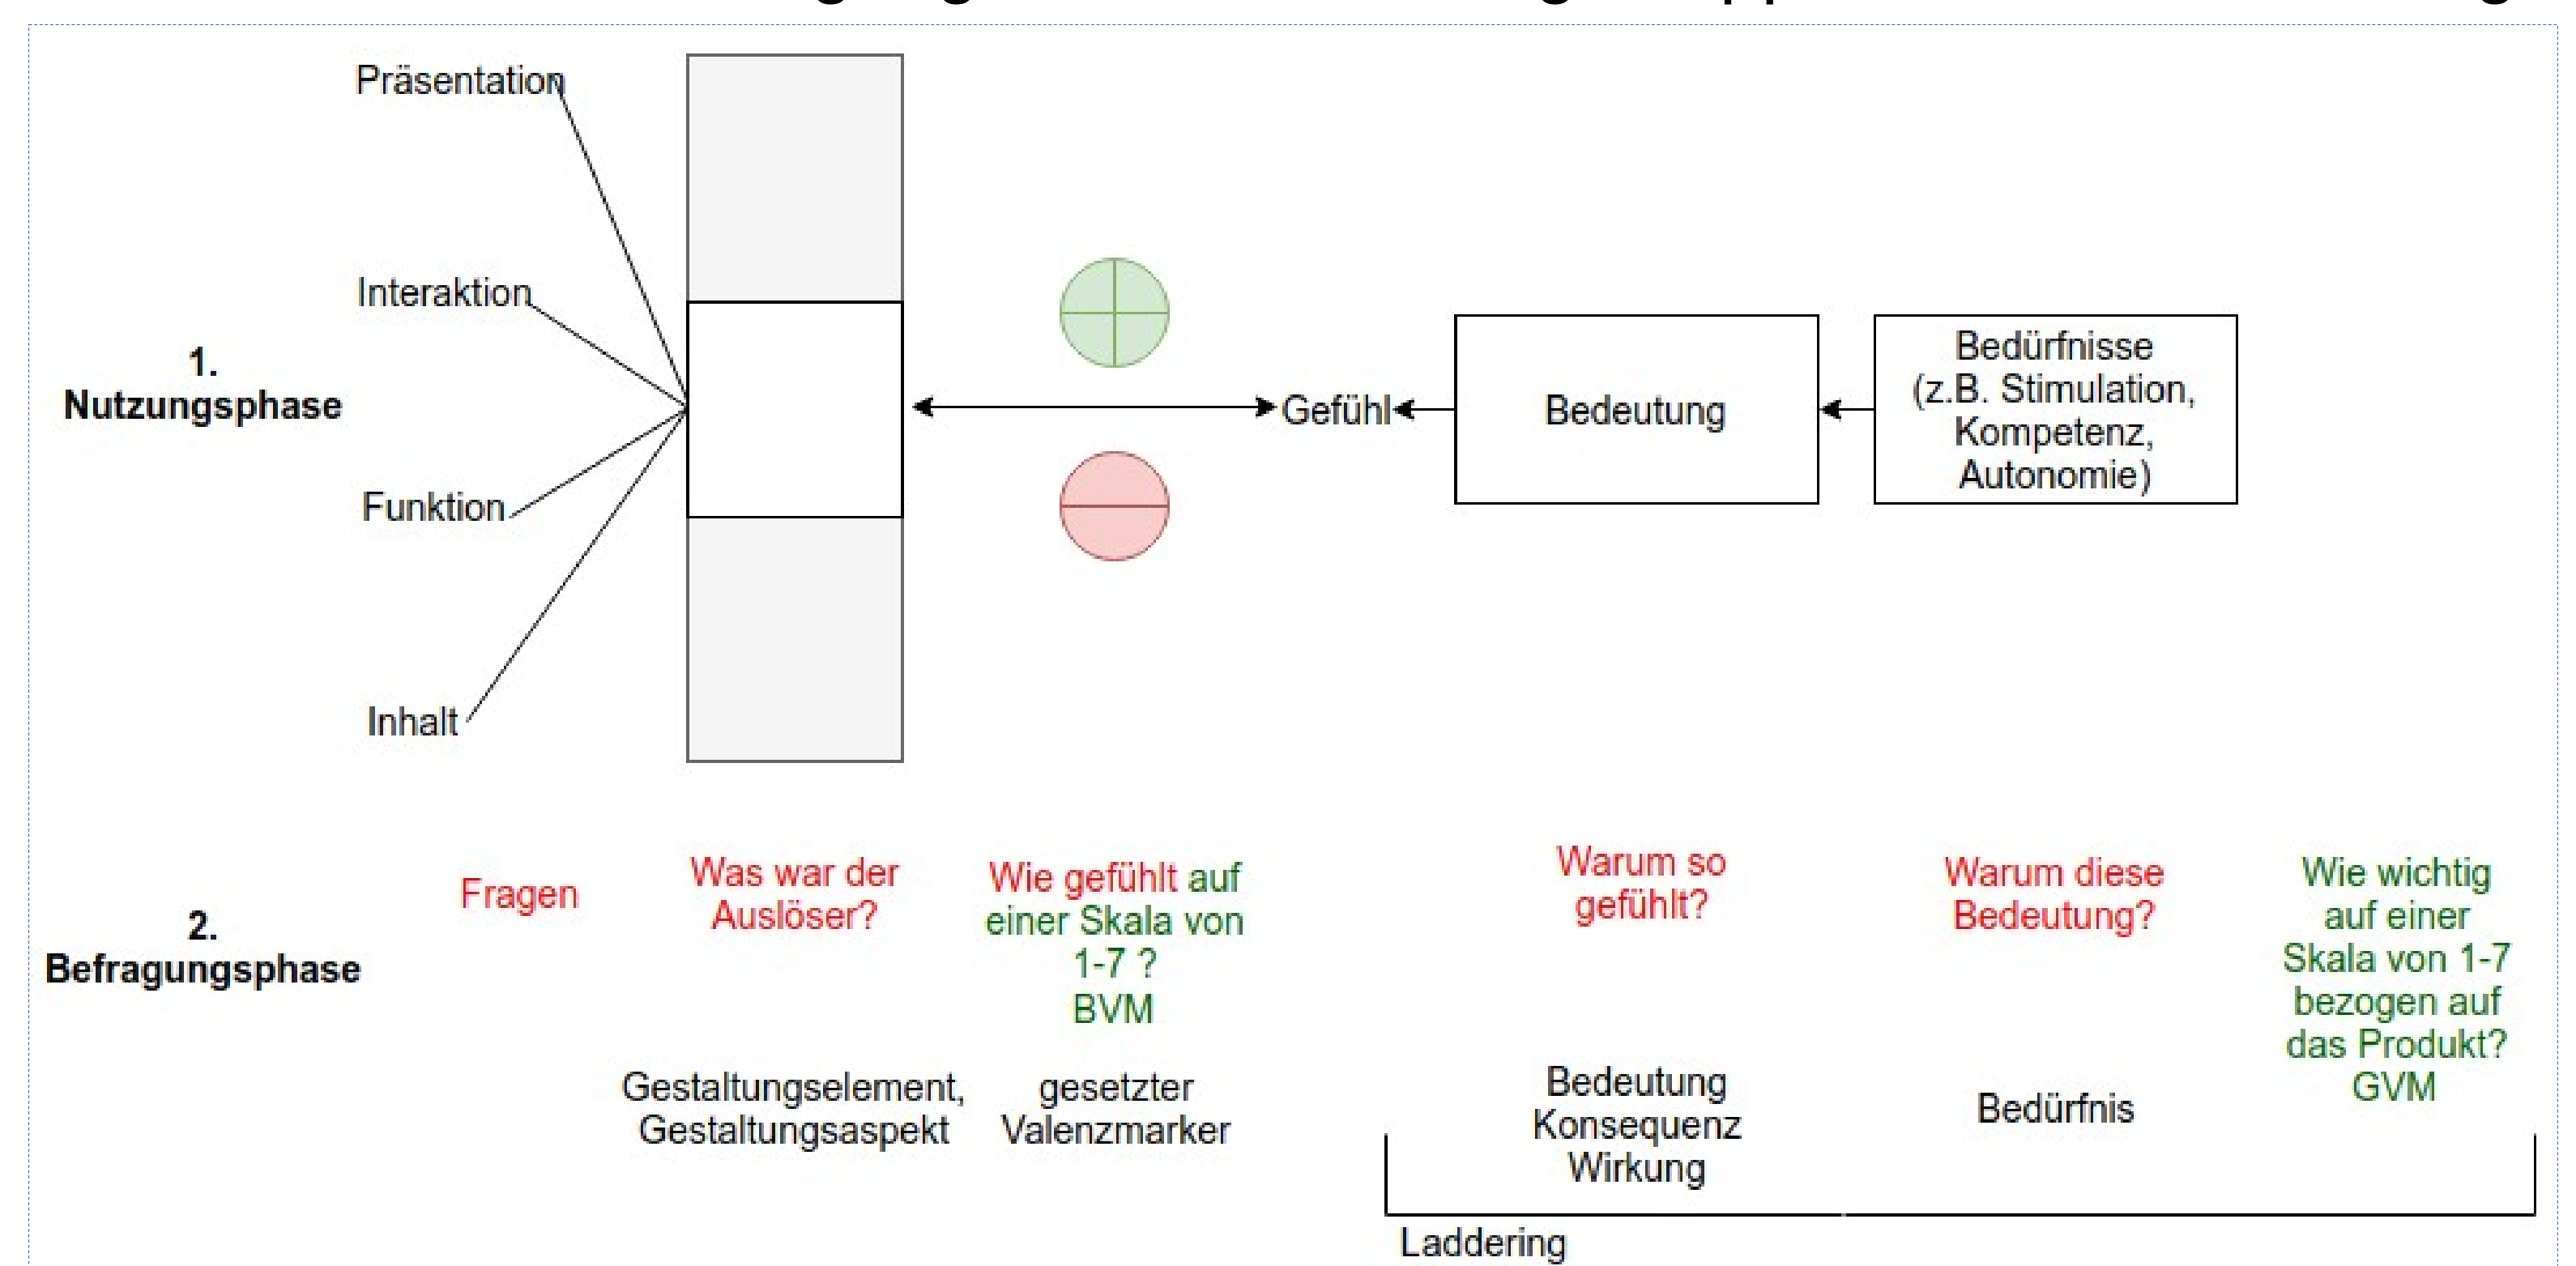 Präsentation
Interaktion
1.
Nutzungsphase
Funktion
Inhalt
Gefühl
Bedeutung
Bedürfnisse
(z.B. Stimulation,
Kompetenz,
Autonomie)
2.
Befragungsphase
Fragen
Was war der
Auslöser?
Wie gefühlt auf
einer Skala von
1-7 ?
BVM
Warum so
gefühlt?
Warum diese
Bedeutung?
Wie wichtig
auf einer
Skala von 1-7
bezogen auf
das Produkt?
GVM
Gestaltungselement,
Gestaltungsaspekt
gesetzter
Valenzmarker
Bedeutung
Konsequenz
Wirkung
Bedürfnis
Laddering